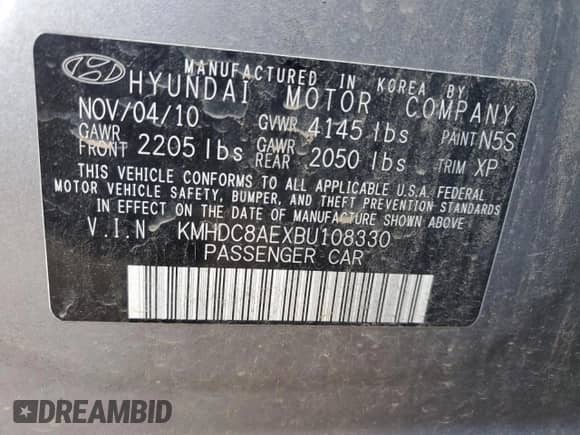 MANUFACTURED IN KOREA BY
HYUNDAI MOTOR COMPANY
NOV/04/10 GVWR 4145 lbs PAINT N5S
GAWR FRONT 2205 lbs GAWR REAR 2050 lbs TRIM XP
THIS VEHICLE CONFORMS TO ALL APPLICABLE U.S.A. FEDERAL
MOTOR VEHICLE SAFETY, BUMPER, AND THEFT PREVENTION STANDARDS
IN EFFECT ON THE DATE OF MANUFACTURE SHOWN ABOVE.
V.I.N KMHDC8AEXBU108330
PASSENGER CAR
DREAMBID